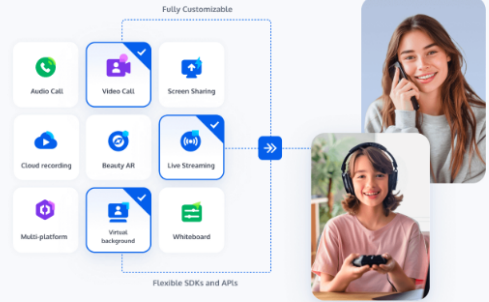 Fully Customizable
Audio Call
Video Call
Screen Sharing
Cloud recording
Beauty AR
Live Streaming
Multi-platform
Virtual
background
Whiteboard
Flexible SDKs and APIs